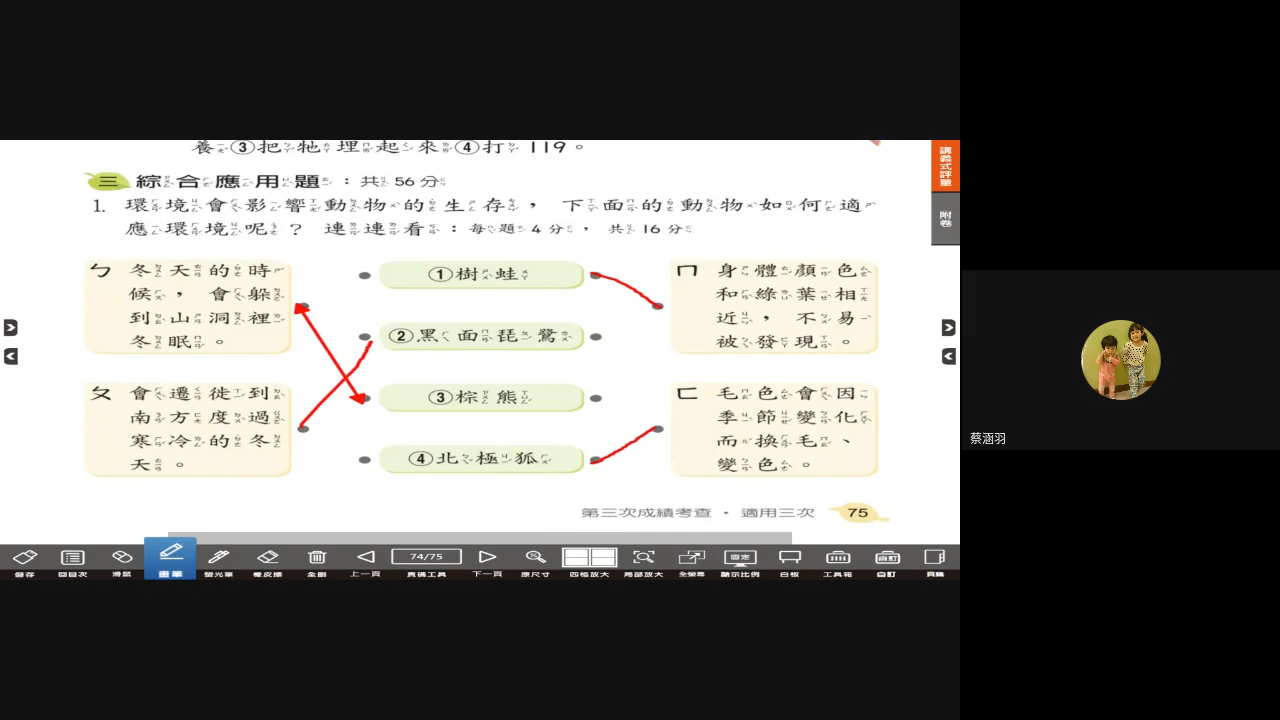 養③把牠埋起來④打119。
三 綜合應用題：共56分
1. 環境會影響動物的生存，下面的動物如何適
應環境呢？連連看：每題4分，共16分
ㄅ 冬天的時
候，會躲
到山洞裡
冬眠。
ㄆ 會遷徙到
南方度過
寒冷的冬
天。
①樹蛙
②黑面琵鷺
③棕熊
④北極狐
ㄇ 身體顏色
和綠葉相
近，不易
被發現。
ㄈ 毛色會因
季節變化
而換毛、
變色。
第三次成績考查・適用三次 75
講義式評量
附卷
蔡涵羽
74/75
儲存 回目次 滑鼠 畫筆 螢光筆 橡皮擦 全刪 上一頁 頁碼工具 下一頁 原尺寸 四格放大 局部放大 全螢幕 顯示比例 白板 工具箱 自訂 頁籤
固定
自訂